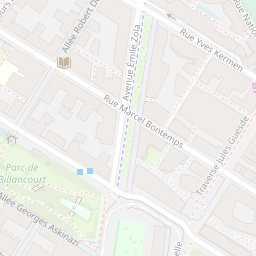 Allée Robert D
Avenue Émile Zola
Rue Yves Kermen
Rue Marcel Bontemps
Traverse Jules Guesde
Parc de
Billancourt
Allée Georges Askinazi